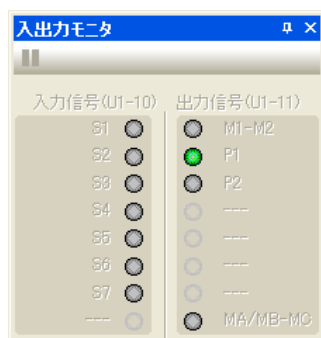 入出力モニタ
入力信号(U1-10) 出力信号(U1-11)
S1 M1-M2
S2 P1
S3 P2
S4 ---
S5 ---
S6 ---
S7 ---
--- MA/MB-MC